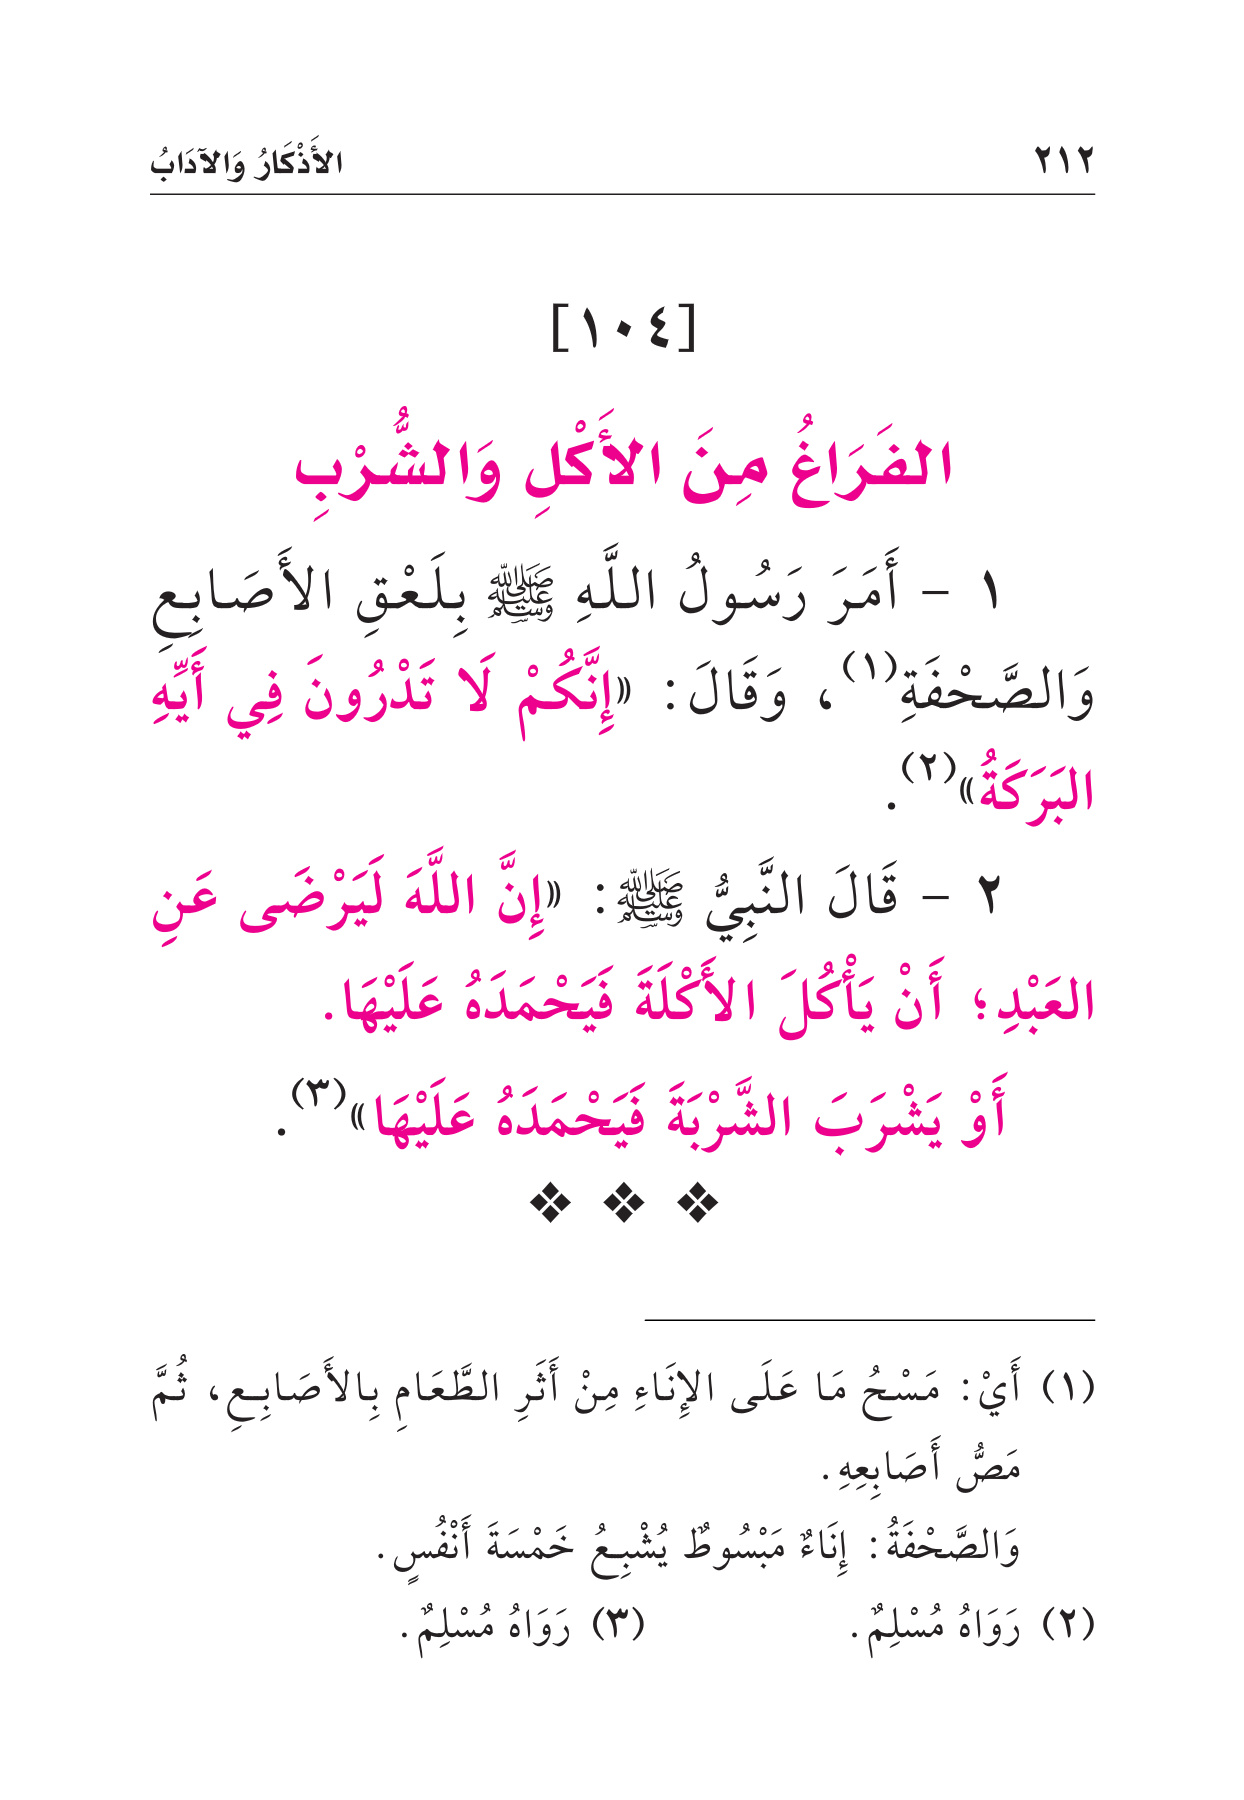 ٢١٢
الأَذْكَارُ وَالآدَابُ
[١٠٤]
الفَرَاغُ مِنَ الأَكْلِ وَالشُّرْبِ
١ - أَمَرَ رَسُولُ اللَّهِ ﷺ بِلَعْقِ الأَصَابِعِ
وَالصَّحْفَةِ(١)، وَقَالَ: «إِنَّكُمْ لَا تَدْرُونَ فِي أَيِّهِ
البَرَكَةُ»(٢).
٢ - قَالَ النَّبِيُّ ﷺ: «إِنَّ اللَّهَ لَيَرْضَى عَنِ
العَبْدِ؛ أَنْ يَأْكُلَ الأَكْلَةَ فَيَحْمَدَهُ عَلَيْهَا.
أَوْ يَشْرَبَ الشَّرْبَةَ فَيَحْمَدَهُ عَلَيْهَا»(٣).
(١) أَيْ: مَسْحُ مَا عَلَى الإِنَاءِ مِنْ أَثَرِ الطَّعَامِ بِالأَصَابِعِ، ثُمَّ
مَصُّ أَصَابِعِهِ.
وَالصَّحْفَةُ: إِنَاءٌ مَبْسُوطٌ يُشْبِعُ خَمْسَةَ أَنْفُسٍ.
(٢) رَوَاهُ مُسْلِمٌ. (٣) رَوَاهُ مُسْلِمٌ.